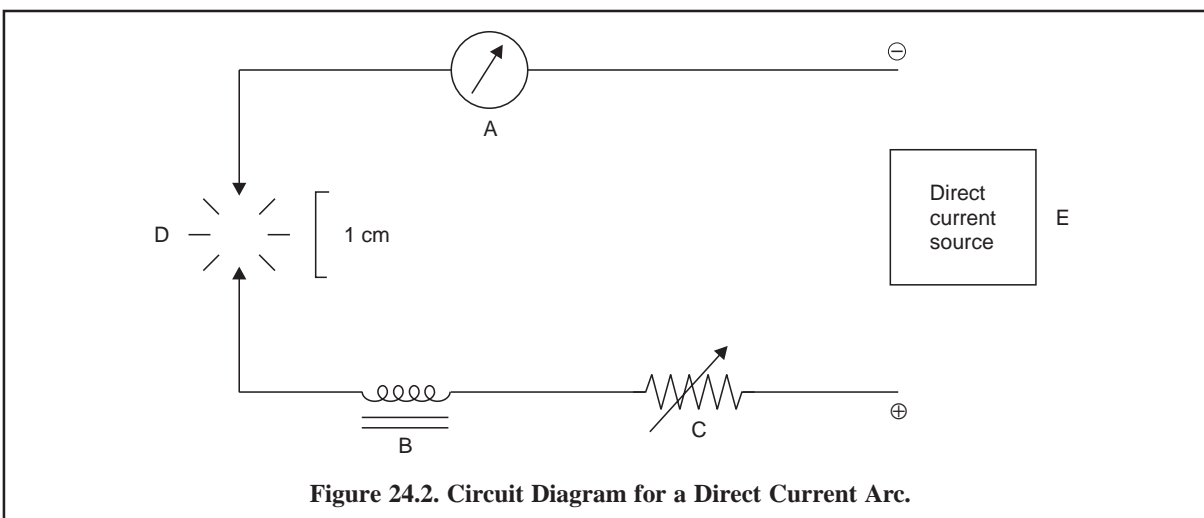 ⊖
A
Direct
current
source
E
D
1 cm
B
C
⊕
Figure 24.2. Circuit Diagram for a Direct Current Arc.